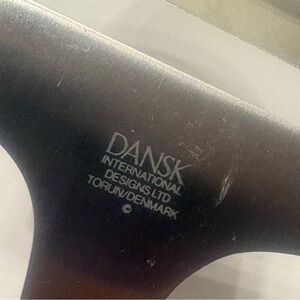 DANSK
INTERNATIONAL
DESIGNS LTD
TORUN/DENMARK
©